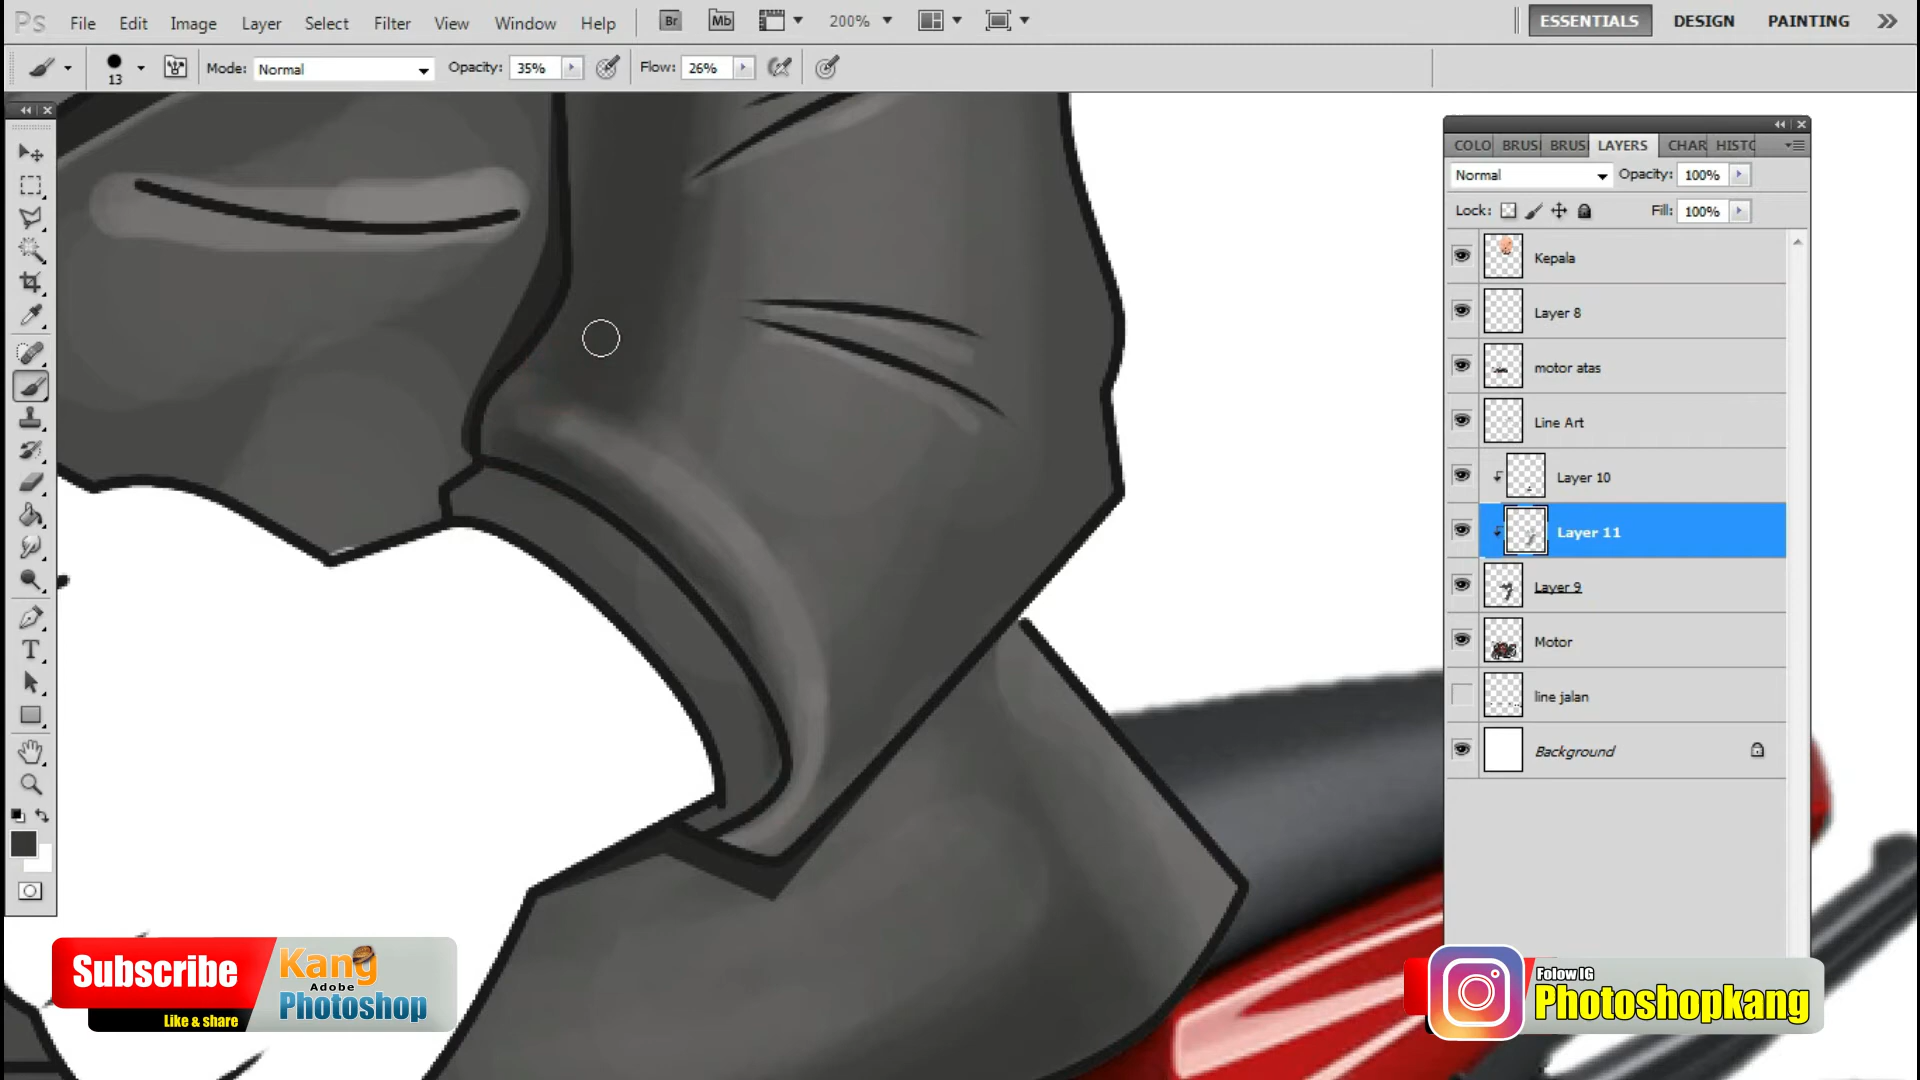 Ps File Edit Image Layer Select Filter View Window Help Br Mb 200% ESSENTIALS DESIGN PAINTING
13 Mode: Normal Opacity: 35% Flow: 26%
COLO BRUS BRUS LAYERS CHAR HISTO
Normal Opacity: 100%
Lock: Fill: 100%
Kepala
Layer 8
motor atas
Line Art
Layer 10
Layer 11
Layer 9
Motor
line jalan
Background
T
Subscribe
Like & share
Kang
Adobe
Photoshop
Folow IG
Photoshopkang